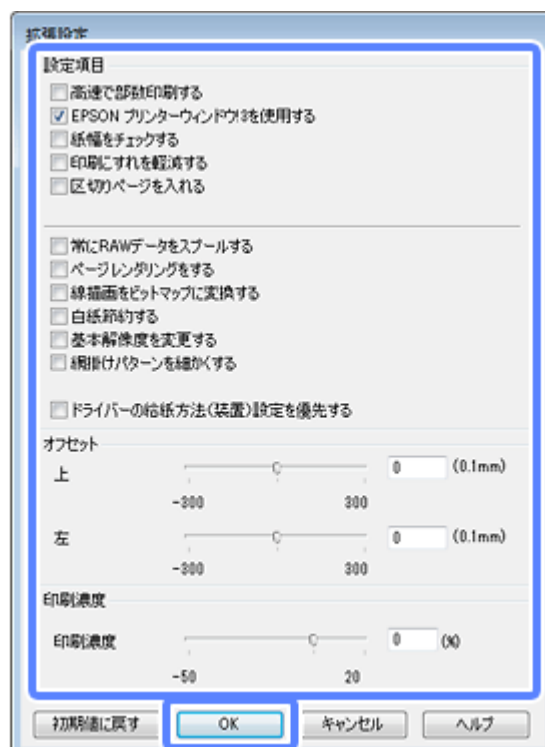 拡張設定
設定項目
高速で部数印刷する
EPSON プリンターウィンドウ!3を使用する
紙幅をチェックする
印刷こすれを軽減する
区切りページを入れる
常にRAWデータをスプールする
ページレンダリングをする
線描画をビットマップに変換する
白紙節約する
基本解像度を変更する
網掛けパターンを細かくする
ドライバーの給紙方法(装置)設定を優先する
オフセット
上 0 (0.1mm)
-300 300
左 0 (0.1mm)
-300 300
印刷濃度
印刷濃度 0 (%)
-50 20
初期値に戻す OK キャンセル ヘルプ